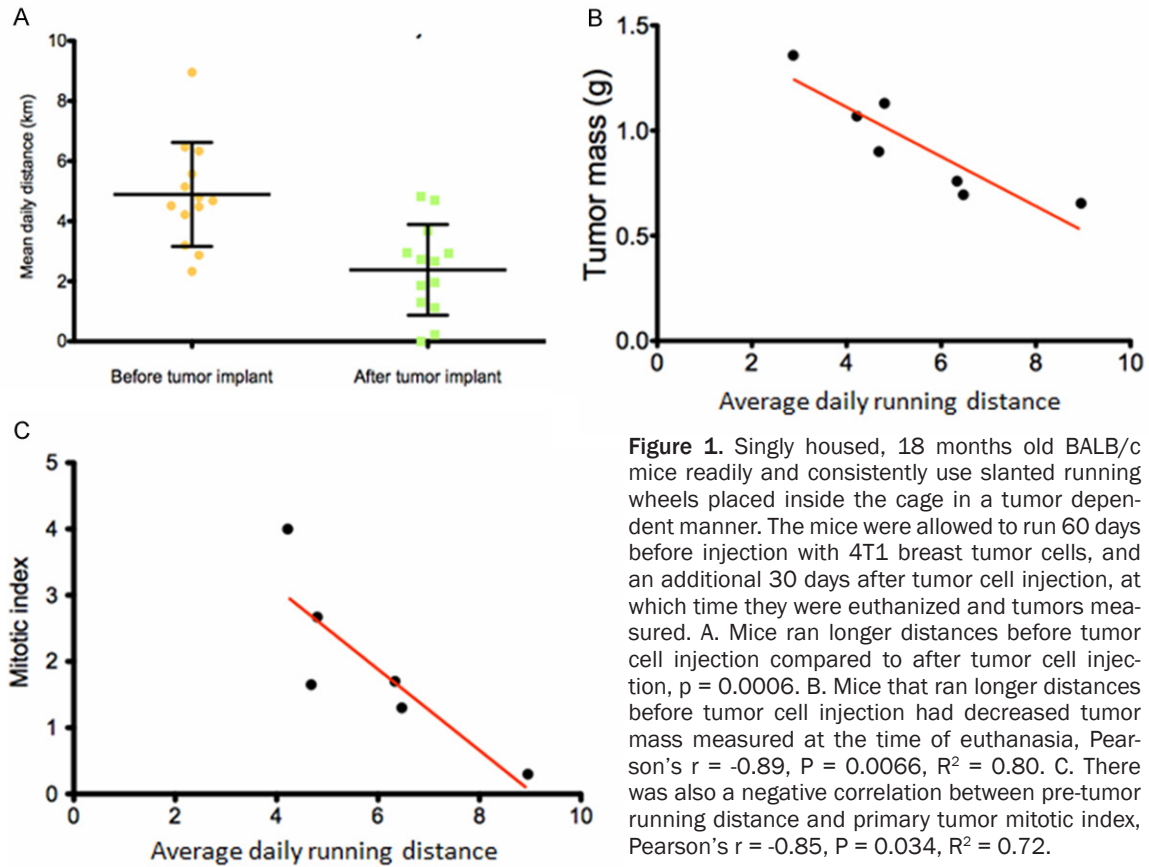 A
10
8
6
4
2
0
Mean daily distance (km)
Before tumor implant
After tumor implant
B
1.5
1.0
0.5
0.0
Tumor mass (g)
0 2 4 6 8 10
Average daily running distance
C
5
4
3
2
1
0
Mitotic index
0 2 4 6 8 10
Average daily running distance
Figure 1. Singly housed, 18 months old BALB/c
mice readily and consistently use slanted running
wheels placed inside the cage in a tumor depen-
dent manner. The mice were allowed to run 60 days
before injection with 4T1 breast tumor cells, and
an additional 30 days after tumor cell injection, at
which time they were euthanized and tumors mea-
sured. A. Mice ran longer distances before tumor
cell injection compared to after tumor cell injec-
tion, p = 0.0006. B. Mice that ran longer distances
before tumor cell injection had decreased tumor
mass measured at the time of euthanasia, Pear-
son's r = -0.89, P = 0.0066, R² = 0.80. C. There
was also a negative correlation between pre-tumor
running distance and primary tumor mitotic index,
Pearson's r = -0.85, P = 0.034, R² = 0.72.